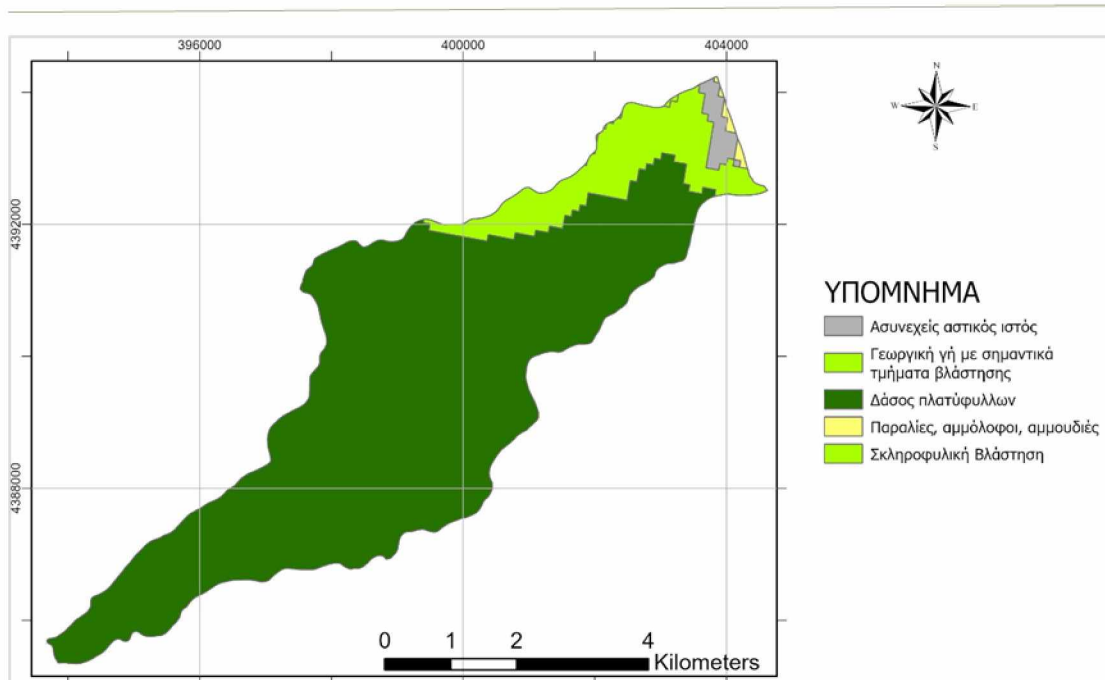 396000
400000
404000
N
W
E
S
4392000
4388000
ΥΠΟΜΝΗΜΑ
Ασυνεχείς αστικός ιστός
Γεωργική γή με σημαντικά
τμήματα βλάστησης
Δάσος πλατύφυλλων
Παραλίες, αμμόλοφοι, αμμουδιές
Σκληροφυλική Βλάστηση
0 1 2 4
Kilometers